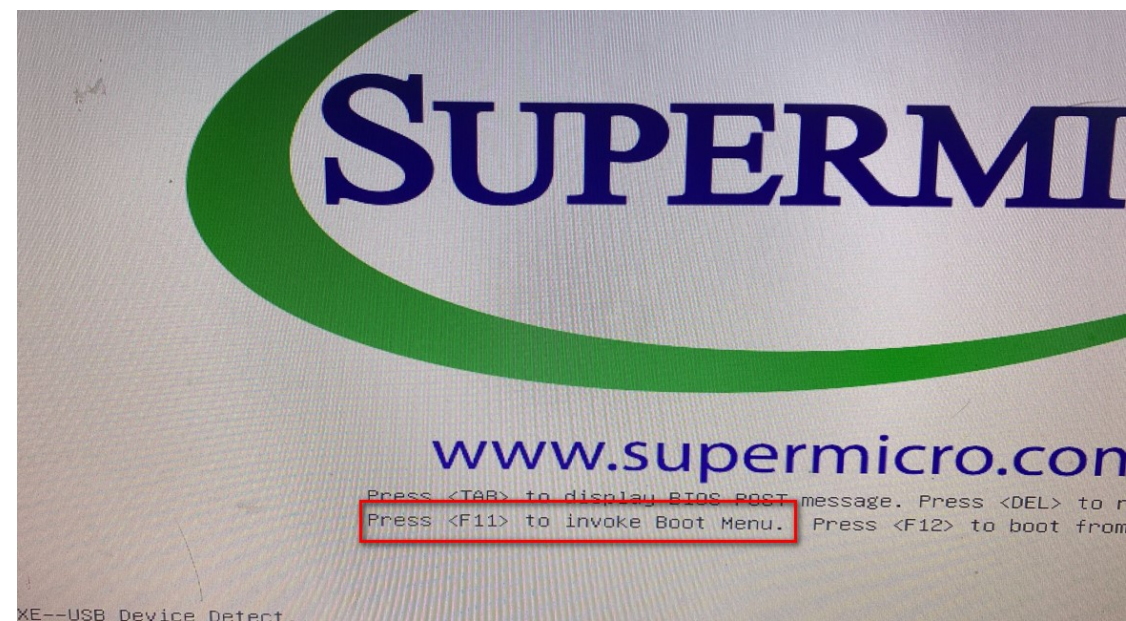 SUPERMI
www.supermicro.con
Press <TAB> to display BIOS POST message. Press <DEL> to r
Press <F11> to invoke Boot Menu. Press <F12> to boot from
XE--USB Device Detect